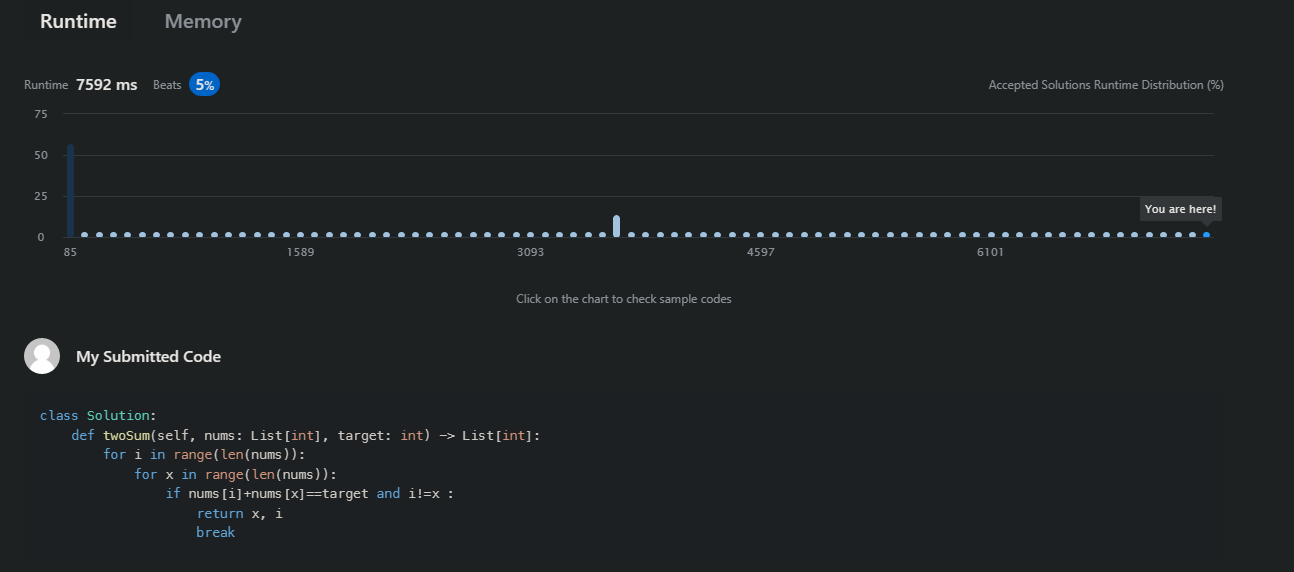 Runtime Memory
Runtime 7592 ms Beats 5% Accepted Solutions Runtime Distribution (%)
75
50
25
You are here!
0
85 1589 3093 4597 6101
Click on the chart to check sample codes
My Submitted Code
class Solution:
    def twoSum(self, nums: List[int], target: int) -> List[int]:
        for i in range(len(nums)):
            for x in range(len(nums)):
                if nums[i]+nums[x]==target and i!=x :
                    return x, i
                    break